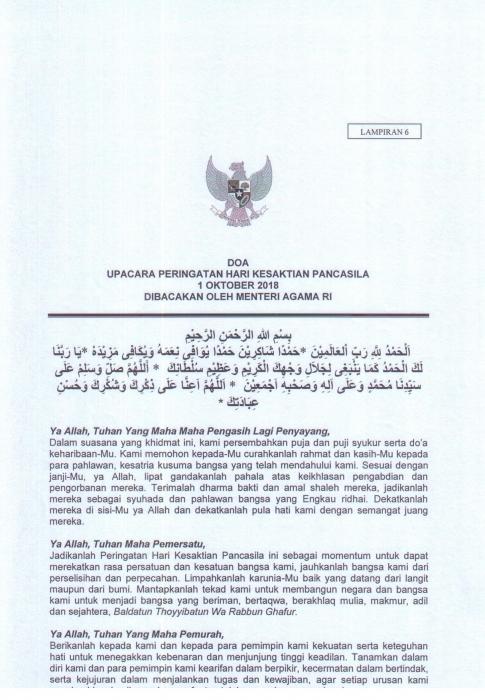 LAMPIRAN 6
DOA
UPACARA PERINGATAN HARI KESAKTIAN PANCASILA
1 OKTOBER 2018
DIBACAKAN OLEH MENTERI AGAMA RI
بِسْمِ اللهِ الرَّحْمَنِ الرَّحِيْمِ
اَلْحَمْدُ لِلَّهِ رَبِّ الْعَالَمِيْنَ *حَمْدًا شَاكِرِيْنَ حَمْدًا يُوَافِى نِعَمَهُ وَيُكَافِى مَزِيْدَهُ *يَا رَبَّنَا
لَكَ الْحَمْدُ كَمَا يَنْبَغِى لِجَلَالِ وَجْهِكَ الْكَرِيْمِ وَعَظِيْمِ سُلْطَانِكَ * اَللَّهُمَّ صَلِّ وَسَلِّمْ عَلَى
سَيِّدِنَا مُحَمَّدٍ وَعَلَى آلِهِ وَصَحْبِهِ اَجْمَعِيْنَ * اَللَّهُمَّ اَعِنَّا عَلَى ذِكْرِكَ وَشُكْرِكَ وَحُسْنِ
عِبَادَتِكَ *
Ya Allah, Tuhan Yang Maha Maha Pengasih Lagi Penyayang,
Dalam suasana yang khidmat ini, kami persembahkan puja dan puji syukur serta do'a
keharibaan-Mu. Kami memohon kepada-Mu curahkanlah rahmat dan kasih-Mu kepada
para pahlawan, kesatria kusuma bangsa yang telah mendahului kami. Sesuai dengan
janji-Mu, ya Allah, lipat gandakanlah pahala atas keikhlasan pengabdian dan
pengorbanan mereka. Terimalah dharma bakti dan amal shaleh mereka, jadikanlah
mereka sebagai syuhada dan pahlawan bangsa yang Engkau ridhai. Dekatkanlah
mereka di sisi-Mu ya Allah dan dekatkanlah pula hati kami dengan semangat juang
mereka.
Ya Allah, Tuhan Maha Pemersatu,
Jadikanlah Peringatan Hari Kesaktian Pancasila ini sebagai momentum untuk dapat
merekatkan rasa persatuan dan kesatuan bangsa kami, jauhkanlah bangsa kami dari
perselisihan dan perpecahan. Limpahkanlah karunia-Mu baik yang datang dari langit
maupun dari bumi. Mantapkanlah tekad kami untuk membangun negara dan bangsa
kami untuk menjadi bangsa yang beriman, bertaqwa, berakhlaq mulia, makmur, adil
dan sejahtera, Baldatun Thoyyibatun Wa Rabbun Ghafur.
Ya Allah, Tuhan Yang Maha Pemurah,
Berikanlah kepada kami dan kepada para pemimpin kami kekuatan serta keteguhan
hati untuk menegakkan kebenaran dan menjunjung tinggi keadilan. Tanamkan dalam
diri kami dan para pemimpin kami kearifan dalam berpikir, kecermatan dalam bertindak,
serta kejujuran dalam menjalankan tugas dan kewajiban, agar setiap urusan kami